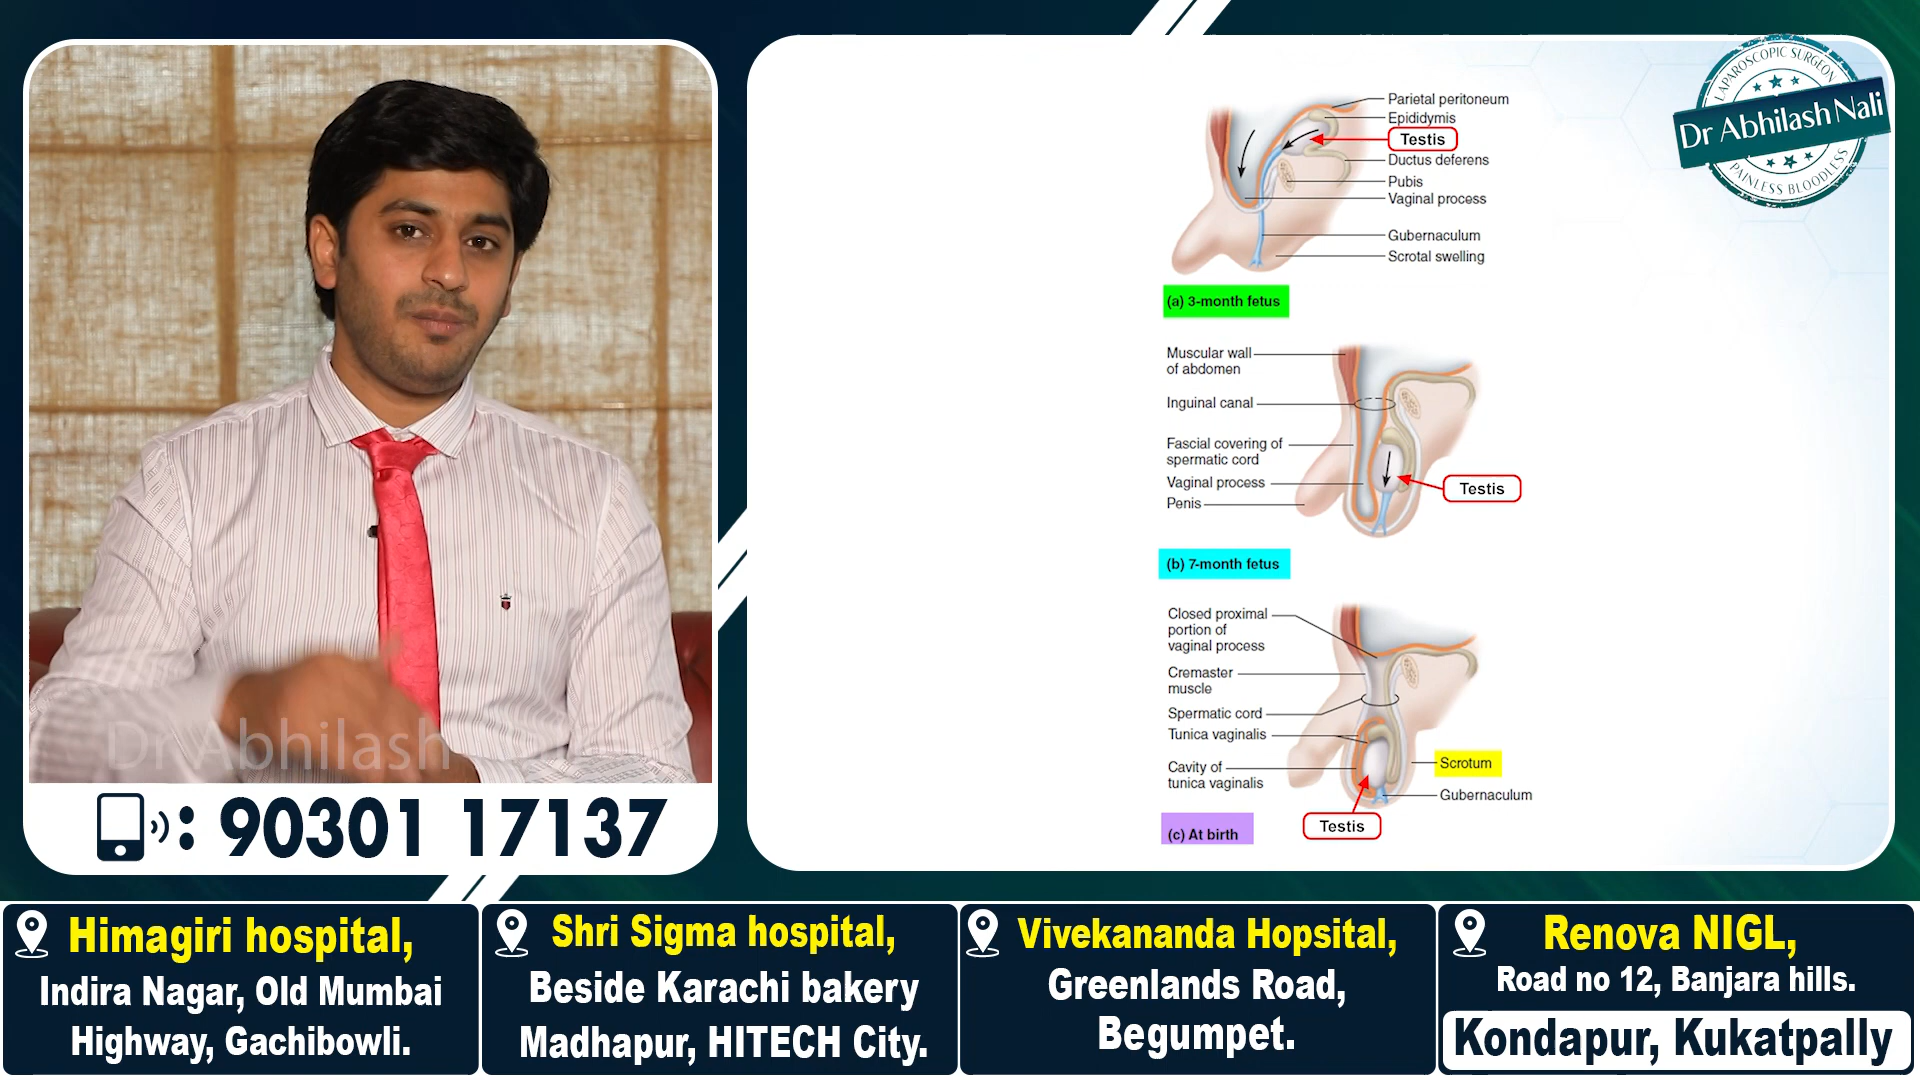 Parietal peritoneum
Epididymis
Testis
Ductus deferens
Pubis
Vaginal process
Gubernaculum
Scrotal swelling
(a) 3-month fetus
Muscular wall
of abdomen
Inguinal canal
Fascial covering of
spermatic cord
Vaginal process
Penis
Testis
(b) 7-month fetus
Closed proximal
portion of
vaginal process
Cremaster
muscle
Spermatic cord
Tunica vaginalis
Cavity of
tunica vaginalis
Scrotum
Gubernaculum
Testis
(c) At birth
LAPAROSCOPIC SURGEON
Dr Abhilash Nali
PAINLESS BLOODLESS
Dr Abhilash
: 90301 17137
Himagiri hospital,
Indira Nagar, Old Mumbai
Highway, Gachibowli.
Shri Sigma hospital,
Beside Karachi bakery
Madhapur, HITECH City.
Vivekananda Hopsital,
Greenlands Road,
Begumpet.
Renova NIGL,
Road no 12, Banjara hills.
Kondapur, Kukatpally